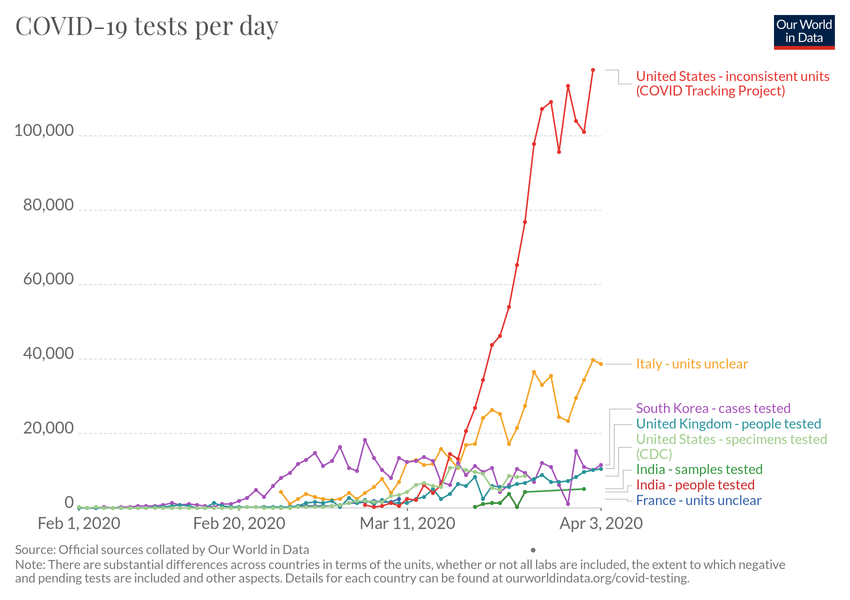 COVID-19 tests per day
Our World
in Data
United States - inconsistent units
(COVID Tracking Project)
100,000
80,000
60,000
40,000
Italy - units unclear
South Korea - cases tested
United Kingdom - people tested
20,000
United States - specimens tested
(CDC)
India - samples tested
India - people tested
0
France - units unclear
Feb 1, 2020
Feb 20, 2020
Mar 11, 2020
Apr 3, 2020
Source: Official sources collated by Our World in Data
Note: There are substantial differences across countries in terms of the units, whether or not all labs are included, the extent to which negative
and pending tests are included and other aspects. Details for each country can be found at ourworldindata.org/covid-testing.